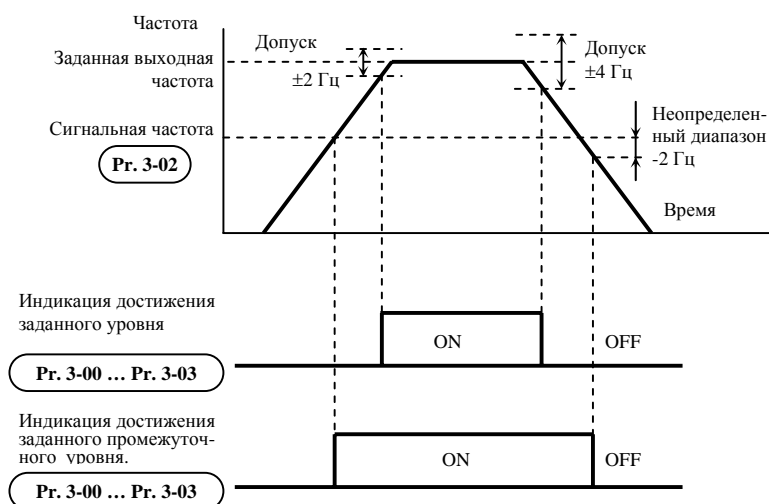 Частота
Заданная выходная
частота
Допуск
±2 Гц
Допуск
±4 Гц
Сигнальная частота
Pr. 3-02
Неопределен-
ный диапазон
-2 Гц
Время
Индикация достижения
заданного уровня
Pr. 3-00 ... Pr. 3-03
ON
OFF
Индикация достижения
заданного промежуточ-
ного уровня.
Pr. 3-00 ... Pr. 3-03
ON
OFF